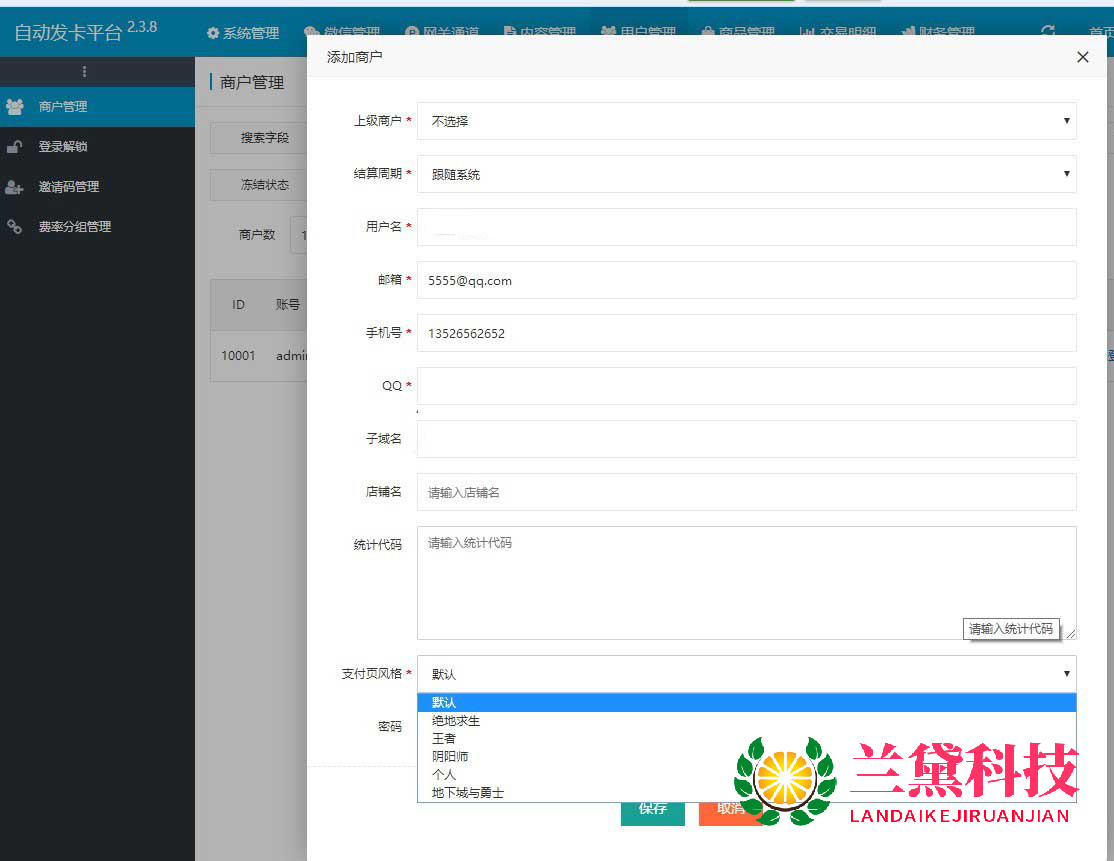 自动发卡平台 2.3.8
系统管理 微信管理 网关通道 内容管理 用户管理 商品管理 交易明细 财务管理 首页
商户管理
登录解锁
邀请码管理
费率分组管理
商户管理
搜索字段
冻结状态
商户数 1
ID 账号
10001 admin
添加商户
上级商户 * 不选择
结算周期 * 跟随系统
用户名 *
邮箱 * 5555@qq.com
手机号 * 13526562652
QQ *
子域名
店铺名 请输入店铺名
统计代码 请输入统计代码
请输入统计代码
支付页风格 * 默认
默认
绝地求生
王者
阴阳师
个人
地下城与勇士
密码
保存 取消
兰黛科技
LANDAIKEJIRUANJIAN